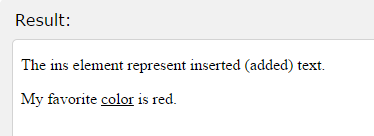 Result:
The ins element represent inserted (added) text.
My favorite color is red.